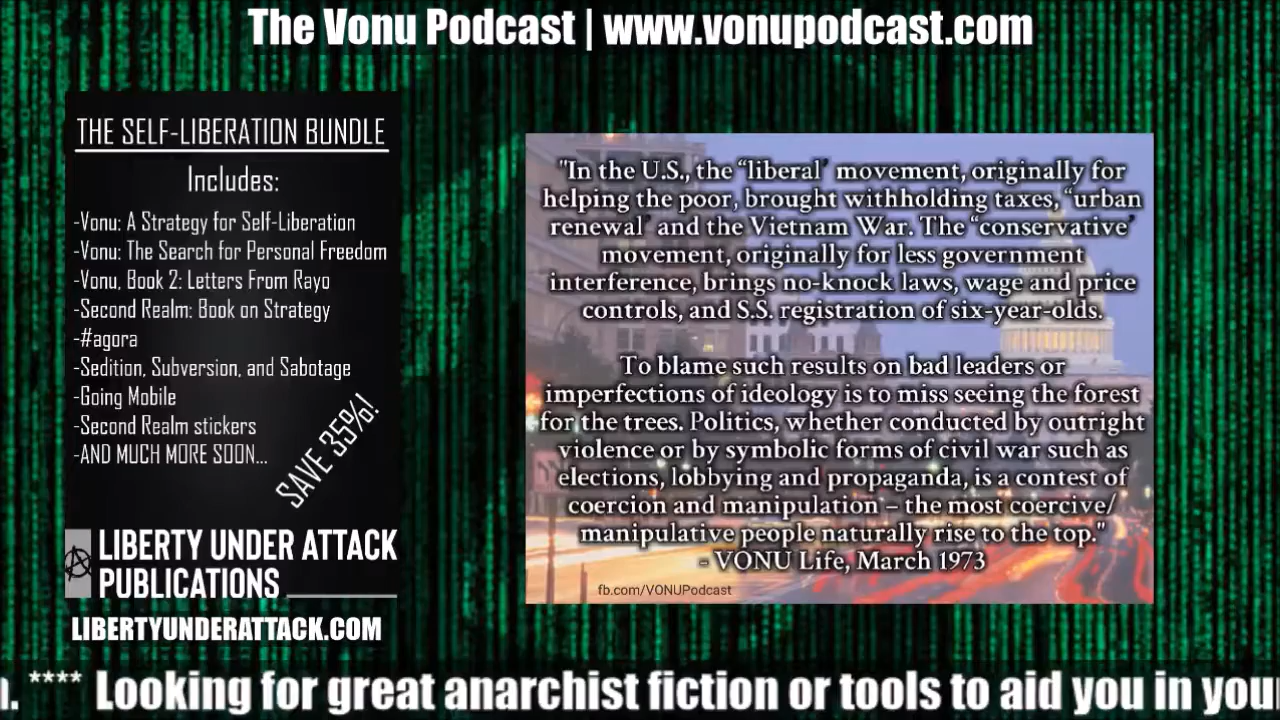 The Vonu Podcast | www.vonupodcast.com
THE SELF-LIBERATION BUNDLE
Includes:
-Vonu: A Strategy for Self-Liberation
-Vonu: The Search for Personal Freedom
-Vonu, Book 2: Letters From Rayo
-Second Realm: Book on Strategy
-#agora
-Sedition, Subversion, and Sabotage
-Going Mobile
-Second Realm stickers
-AND MUCH MORE SOON...
SAVE 35%!
LIBERTY UNDER ATTACK
PUBLICATIONS
LIBERTYUNDERATTACK.COM
"In the U.S., the “liberal’ movement, originally for
helping the poor, brought withholding taxes, “urban
renewal’ and the Vietnam War. The “conservative’
movement, originally for less government
interference, brings no-knock laws, wage and price
controls, and S.S. registration of six-year-olds.
To blame such results on bad leaders or
imperfections of ideology is to miss seeing the forest
for the trees. Politics, whether conducted by outright
violence or by symbolic forms of civil war such as
elections, lobbying and propaganda, is a contest of
coercion and manipulation – the most coercive/
manipulative people naturally rise to the top."
- VONU Life, March 1973
fb.com/VONUPodcast
. **** Looking for great anarchist fiction or tools to aid you in your